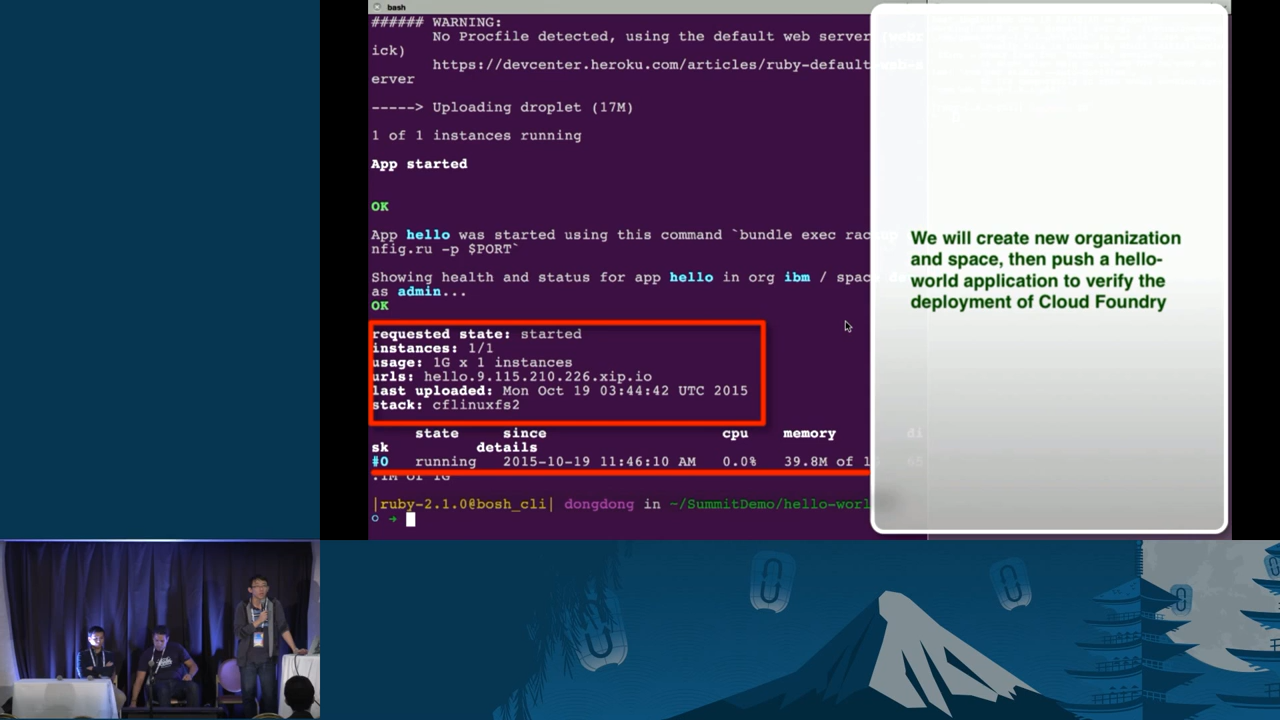 bash
###### WARNING:
No Procfile detected, using the default web server
ick)
https://devcenter.heroku.com/articles/ruby-default-web-s
erver
-----> Uploading droplet (17M)
1 of 1 instances running
App started
OK
App hello was started using this command `bundle exec rac
nfig.ru -p $PORT`
Showing health and status for app hello in org ibm / space
as admin...
OK
requested state: started
instances: 1/1
usage: 1G x 1 instances
urls: hello.9.115.210.226.xip.io
last uploaded: Mon Oct 19 03:44:42 UTC 2015
stack: cflinuxfs2
state since cpu memory di
sk details
#0 running 2015-10-19 11:46:10 AM 0.0% 39.8M of 1
.1M of 1G
|ruby-2.1.0@bosh_cli| dongdong in ~/SummitDemo/hello-worl
We will create new organization
and space, then push a hello-
world application to verify the
deployment of Cloud Foundry